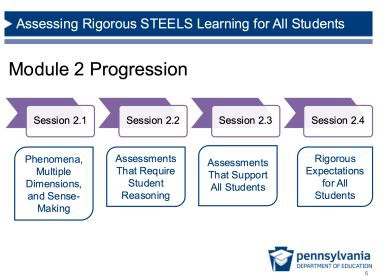 Assessing Rigorous STEELS Learning for All Students
Module 2 Progression
Session 2.1
Session 2.2
Session 2.3
Session 2.4
Phenomena,
Multiple
Dimensions,
and Sense-
Making
Assessments
That Require
Student
Reasoning
Assessments
That Support
All Students
Rigorous
Expectations
for All
Students
pennsylvania
DEPARTMENT OF EDUCATION
6